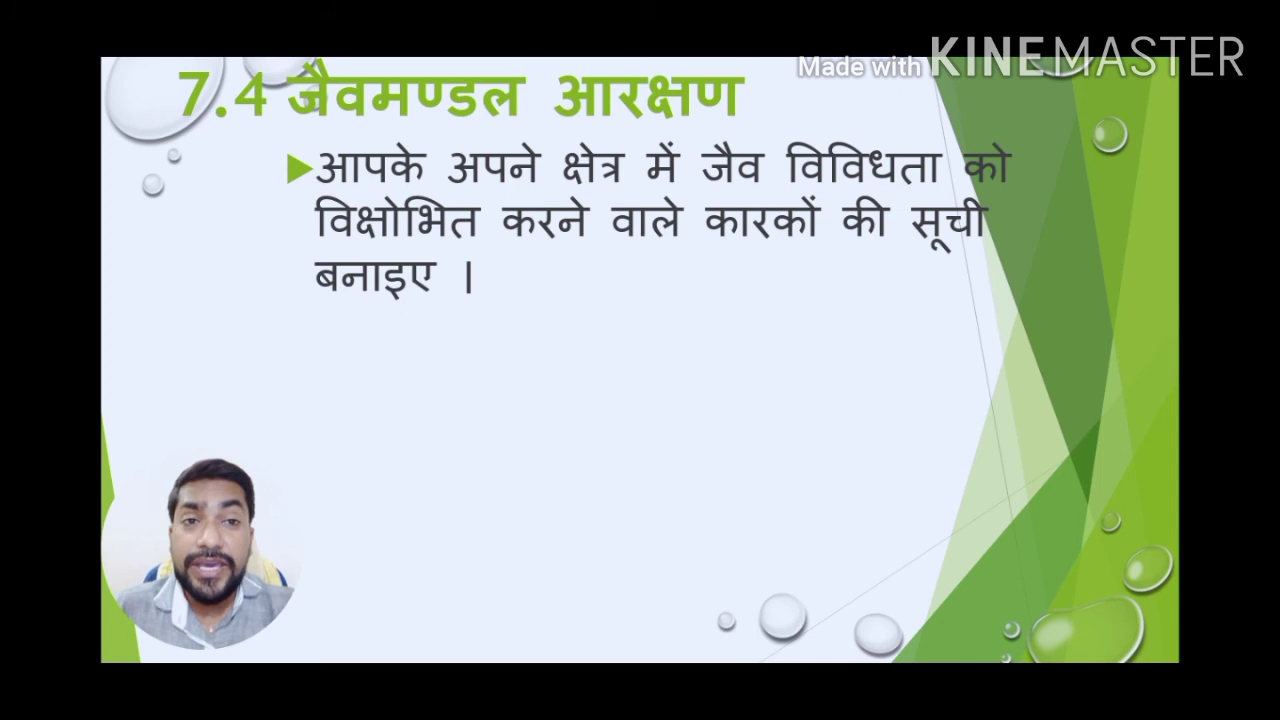 Made with KINEMASTER
7.4 जैवमण्डल आरक्षण
आपके अपने क्षेत्र में जैव विविधता को
विक्षोभित करने वाले कारकों की सूची
बनाइए ।